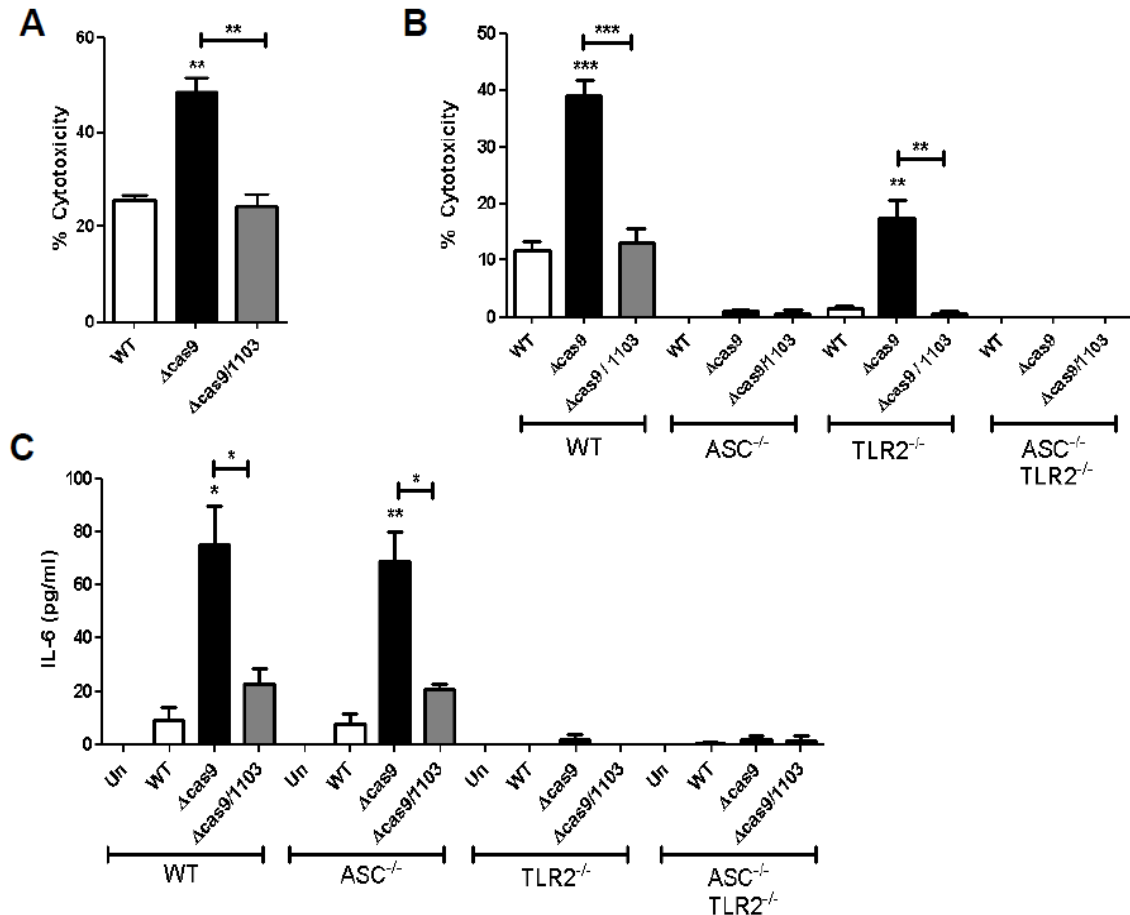 A
60
40
20
0
% Cytotoxicity
**
**
WT
Δcas9
Δcas9/1103
B
50
40
30
20
10
0
% Cytotoxicity
***
***
**
**
WT Δcas9 Δcas9 / 1103 WT Δcas9 Δcas9/1103 WT Δcas9 Δcas9 / 1103 WT Δcas9 Δcas9/1103
WT ASC-/- TLR2-/- ASC-/-
TLR2-/-
C
100
80
60
40
20
0
IL-6 (pg/ml)
*
*
*
**
Un WT Δcas9 Δcas9/1103 Un WT Δcas9 Δcas9/1103 Un WT Δcas9 Δcas9/1103 Un WT Δcas9 Δcas9/1103
WT ASC-/- TLR2-/- ASC-/-
TLR2-/-